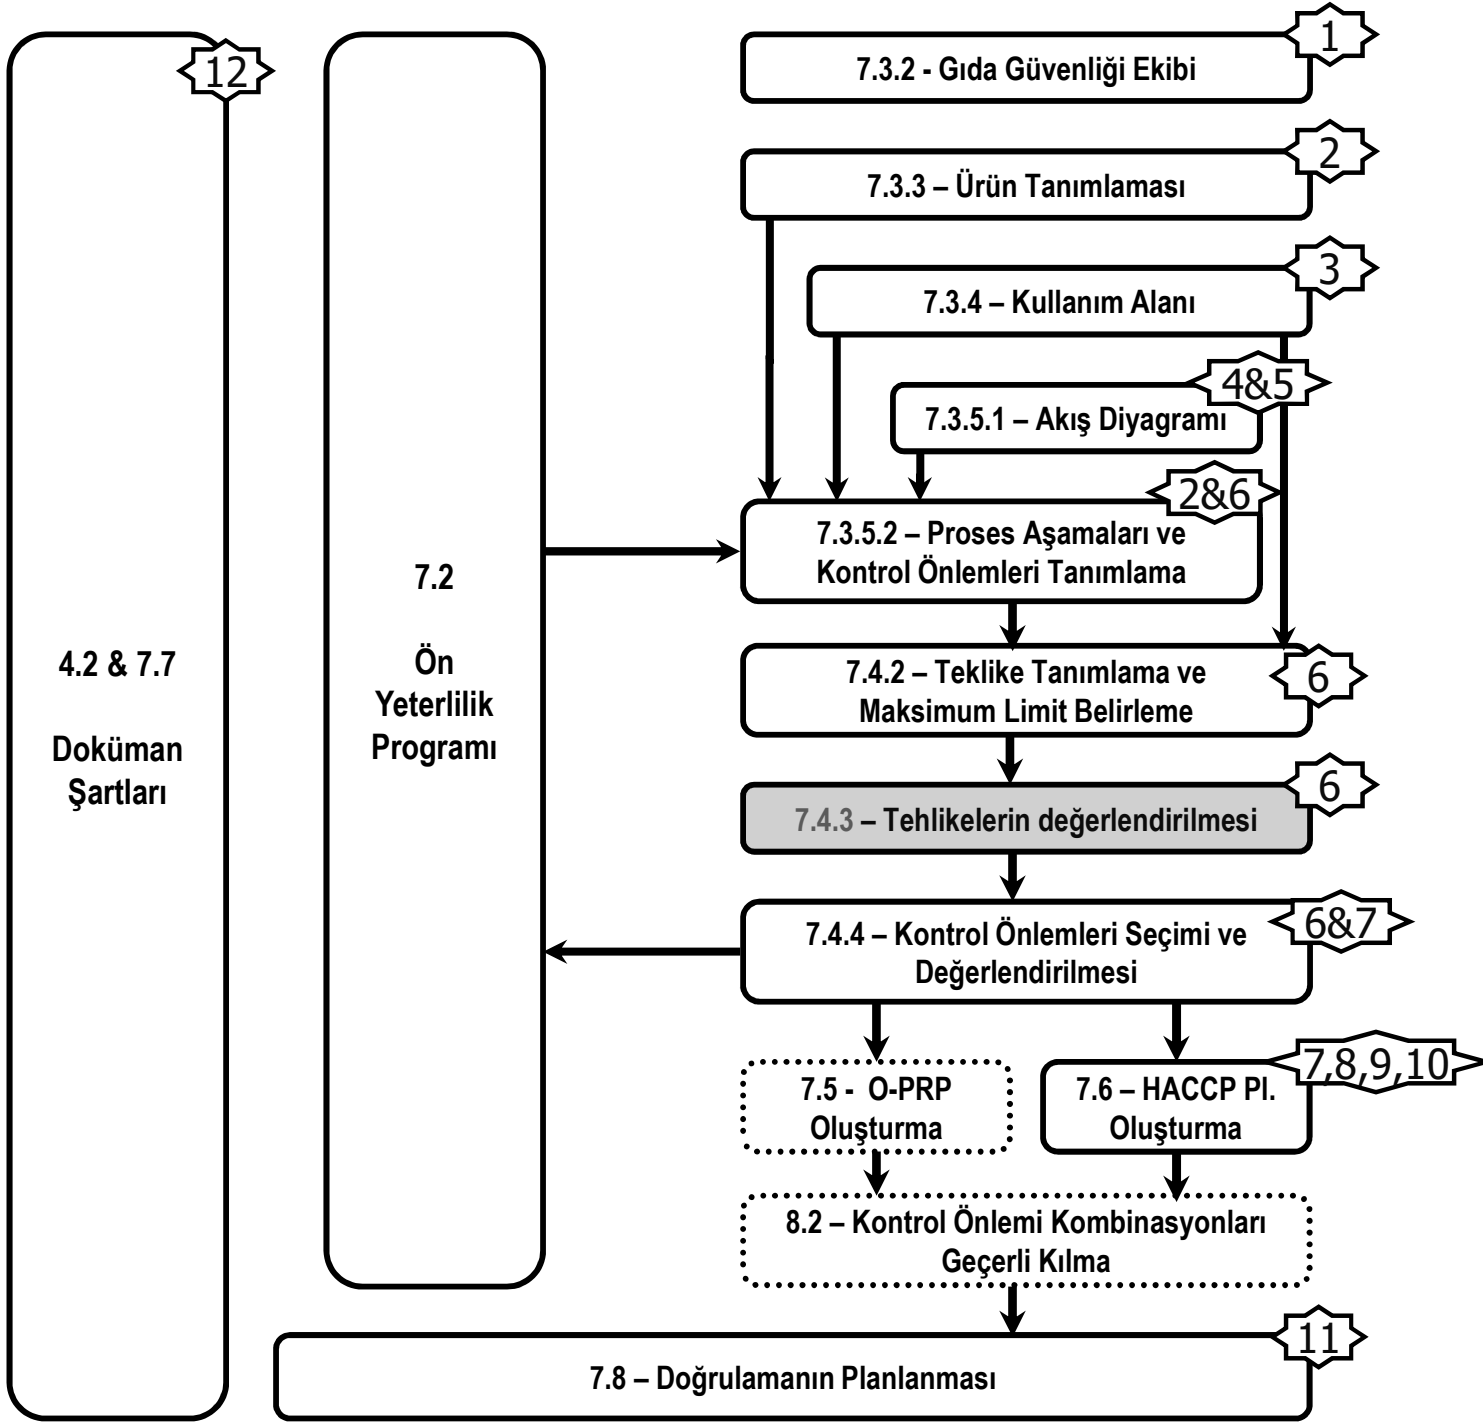 12
4.2 & 7.7
Doküman
Şartları
7.2
Ön
Yeterlilik
Programı
1
7.3.2 - Gıda Güvenliği Ekibi
2
7.3.3 – Ürün Tanımlaması
3
7.3.4 – Kullanım Alanı
4&5
7.3.5.1 – Akış Diyagramı
2&6
7.3.5.2 – Proses Aşamaları ve
Kontrol Önlemleri Tanımlama
7.4.2 – Teklike Tanımlama ve
Maksimum Limit Belirleme
6
6
7.4.3 – Tehlikelerin değerlendirilmesi
6&7
7.4.4 – Kontrol Önlemleri Seçimi ve
Değerlendirilmesi
7,8,9,10
7.5 - O-PRP
Oluşturma
7.6 – HACCP Pl.
Oluşturma
8.2 – Kontrol Önlemi Kombinasyonları
Geçerli Kılma
11
7.8 – Doğrulamanın Planlanması